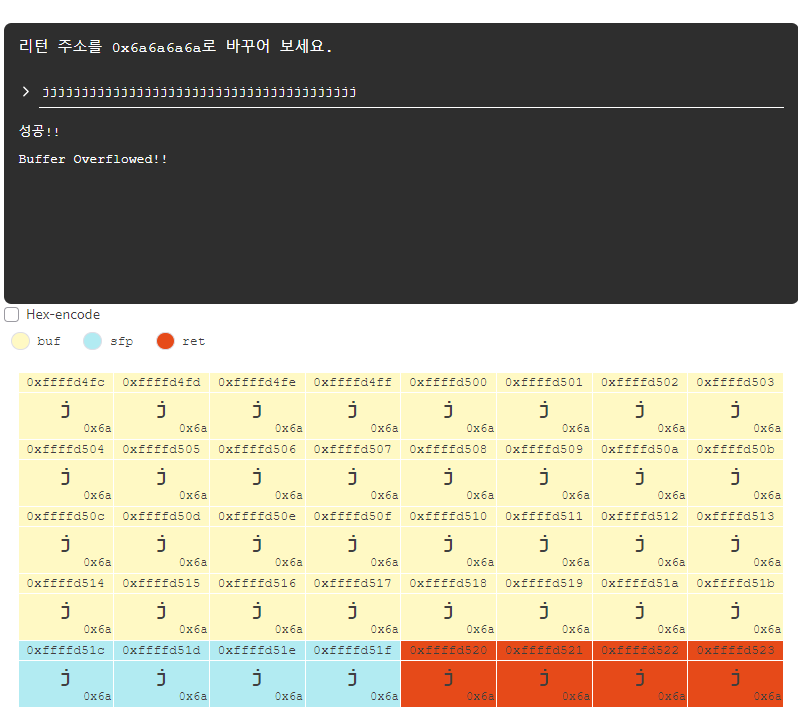 리턴 주소를 0x6a6a6a6a로 바꾸어 보세요.
> jjjjjjjjjjjjjjjjjjjjjjjjjjjjjjjjjjjjjjjj
성공!!
Buffer Overflowed!!
Hex-encode
buf sfp ret
0xffffd4fc 0xffffd4fd 0xffffd4fe 0xffffd4ff 0xffffd500 0xffffd501 0xffffd502 0xffffd503
j j j j j j j j
0x6a 0x6a 0x6a 0x6a 0x6a 0x6a 0x6a 0x6a
0xffffd504 0xffffd505 0xffffd506 0xffffd507 0xffffd508 0xffffd509 0xffffd50a 0xffffd50b
j j j j j j j j
0x6a 0x6a 0x6a 0x6a 0x6a 0x6a 0x6a 0x6a
0xffffd50c 0xffffd50d 0xffffd50e 0xffffd50f 0xffffd510 0xffffd511 0xffffd512 0xffffd513
j j j j j j j j
0x6a 0x6a 0x6a 0x6a 0x6a 0x6a 0x6a 0x6a
0xffffd514 0xffffd515 0xffffd516 0xffffd517 0xffffd518 0xffffd519 0xffffd51a 0xffffd51b
j j j j j j j j
0x6a 0x6a 0x6a 0x6a 0x6a 0x6a 0x6a 0x6a
0xffffd51c 0xffffd51d 0xffffd51e 0xffffd51f 0xffffd520 0xffffd521 0xffffd522 0xffffd523
j j j j j j j j
0x6a 0x6a 0x6a 0x6a 0x6a 0x6a 0x6a 0x6a